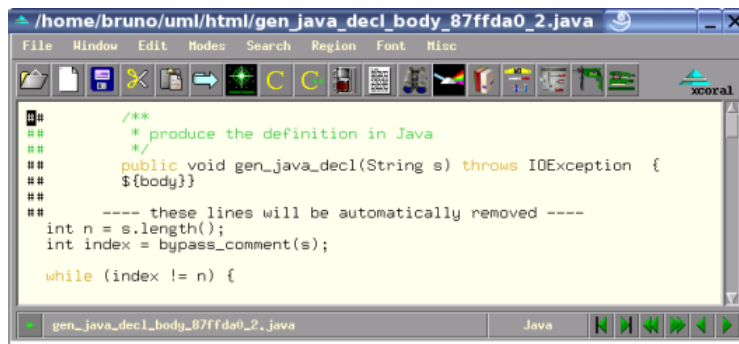 /home/bruno/uml/html/gen_java_decl_body_87ffda0_2.java
File Window Edit Modes Search Region Font Misc
xcoral
## /**
## * produce the definition in Java
## */
## public void gen_java_decl(String s) throws IOException {
## ${body}}
##
## ---- these lines will be automatically removed ----
int n = s.length();
int index = bypass_comment(s);
while (index != n) {
gen_java_decl_body_87ffda0_2.java Java